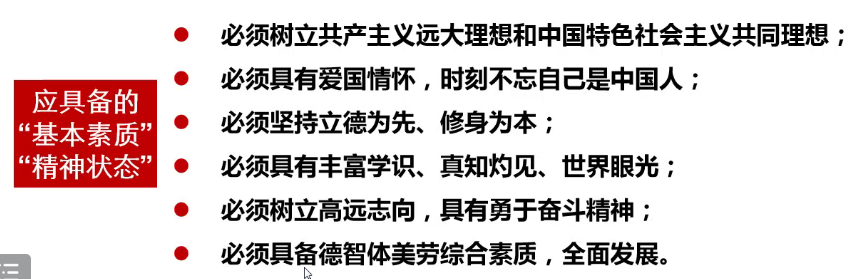 应具备的
“基本素质”
“精神状态”
必须树立共产主义远大理想和中国特色社会主义共同理想；
必须具有爱国情怀，时刻不忘自己是中国人；
必须坚持立德为先、修身为本；
必须具有丰富学识、真知灼见、世界眼光；
必须树立高远志向，具有勇于奋斗精神；
必须具备德智体美劳综合素质，全面发展。